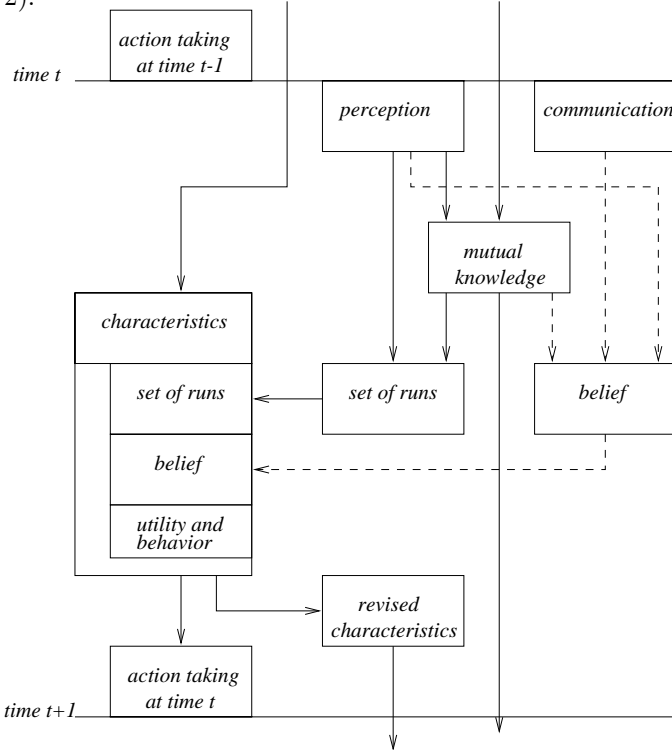 2).
action taking
at time t-1
time t
perception
communication
mutual
knowledge
characteristics
set of runs
set of runs
belief
belief
utility and
behavior
revised
characteristics
action taking
at time t
time t+1